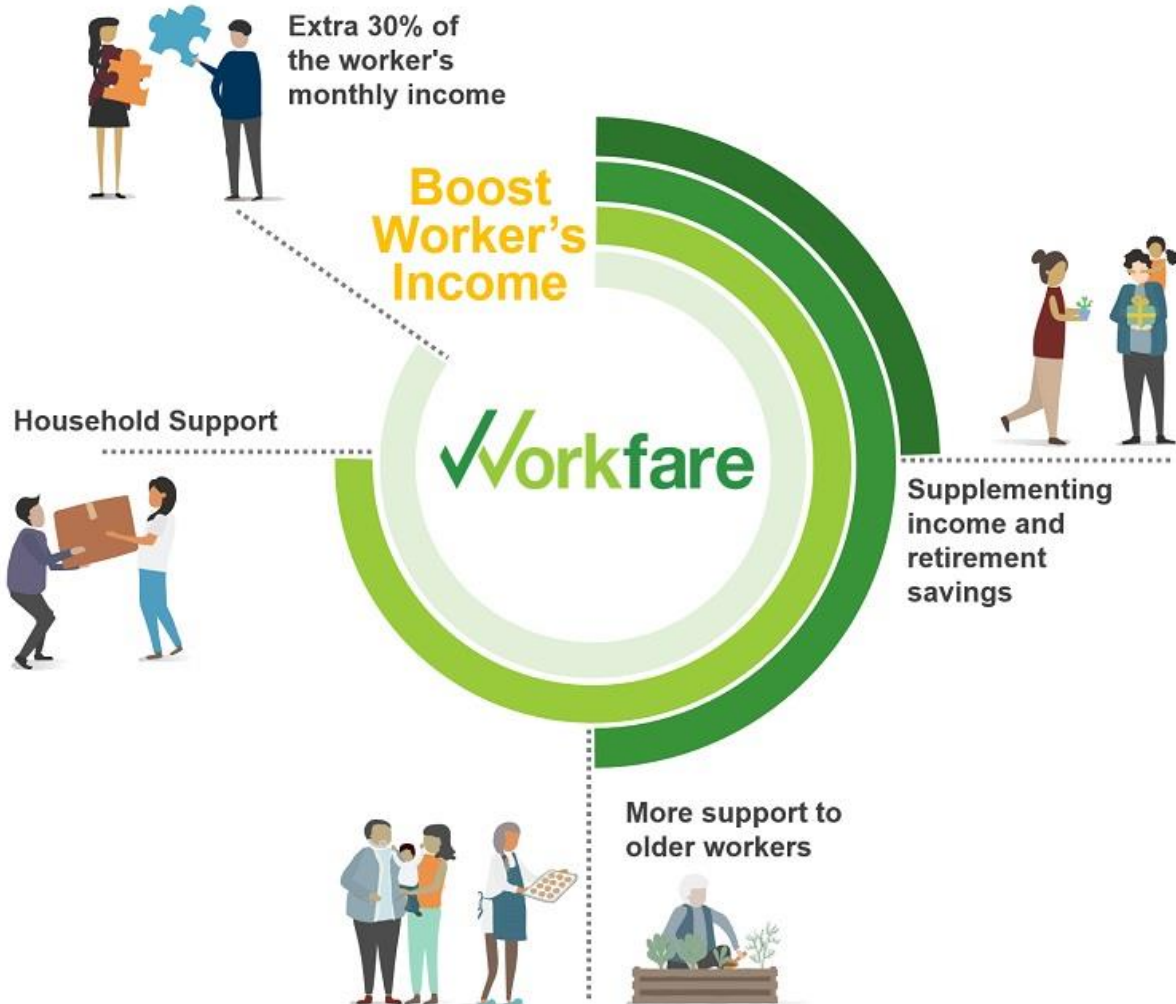 Extra 30% of
the worker's
monthly income
Boost
Worker’s
Income
Household Support
Workfare
Supplementing
income and
retirement
savings
More support to
older workers